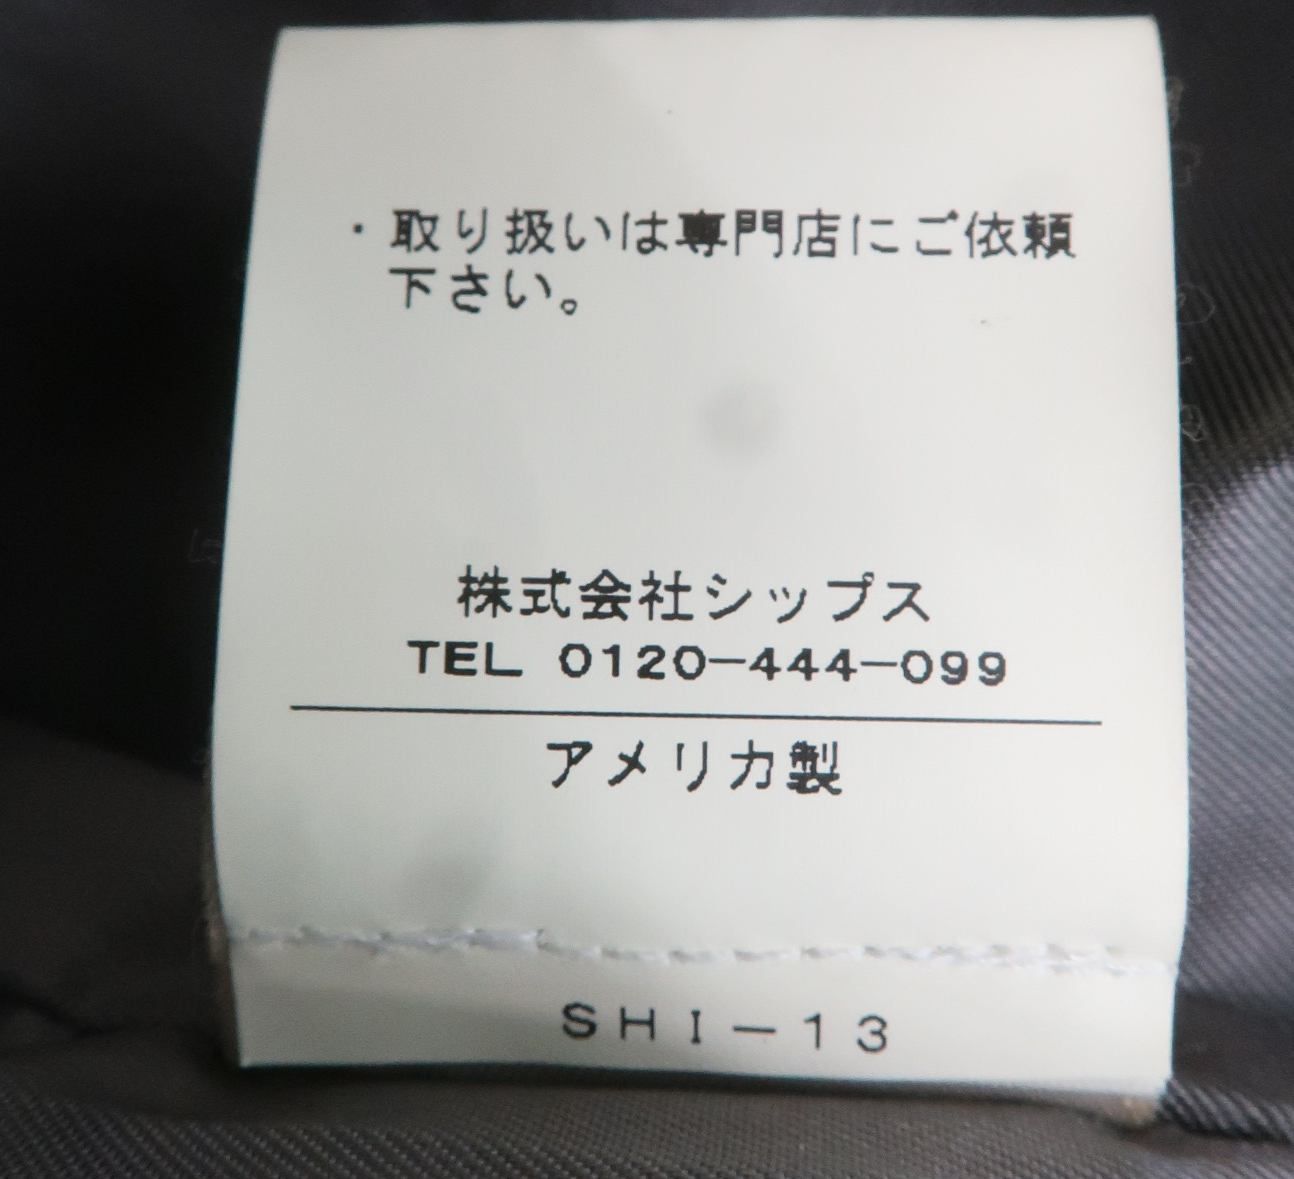 ・取り扱いは専門店にご依頼
下さい。
株式会社シップス
TEL 0120-444-099
アメリカ製
SHI-13